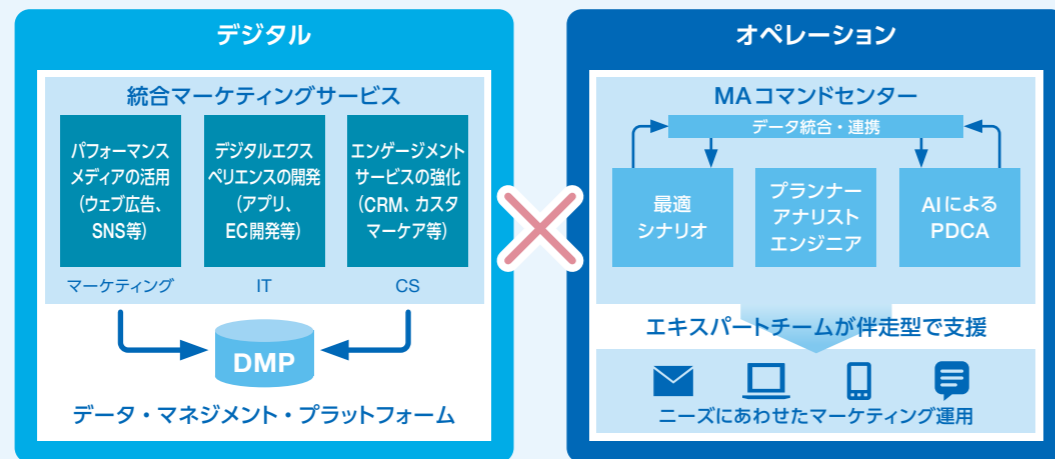 デジタル
統合マーケティングサービス
パフォーマンス
メディアの活用
(ウェブ広告、
SNS等)
デジタルエクス
ペリエンスの開発
(アプリ、
EC開発等)
エンゲージメント
サービスの強化
(CRM、カスタ
マーケア等)
マーケティング
IT
CS
DMP
データ・マネジメント・プラットフォーム
オペレーション
MAコマンドセンター
データ統合・連携
最適
シナリオ
プランナー
アナリスト
エンジニア
AIによる
PDCA
エキスパートチームが伴走型で支援
ニーズにあわせたマーケティング運用